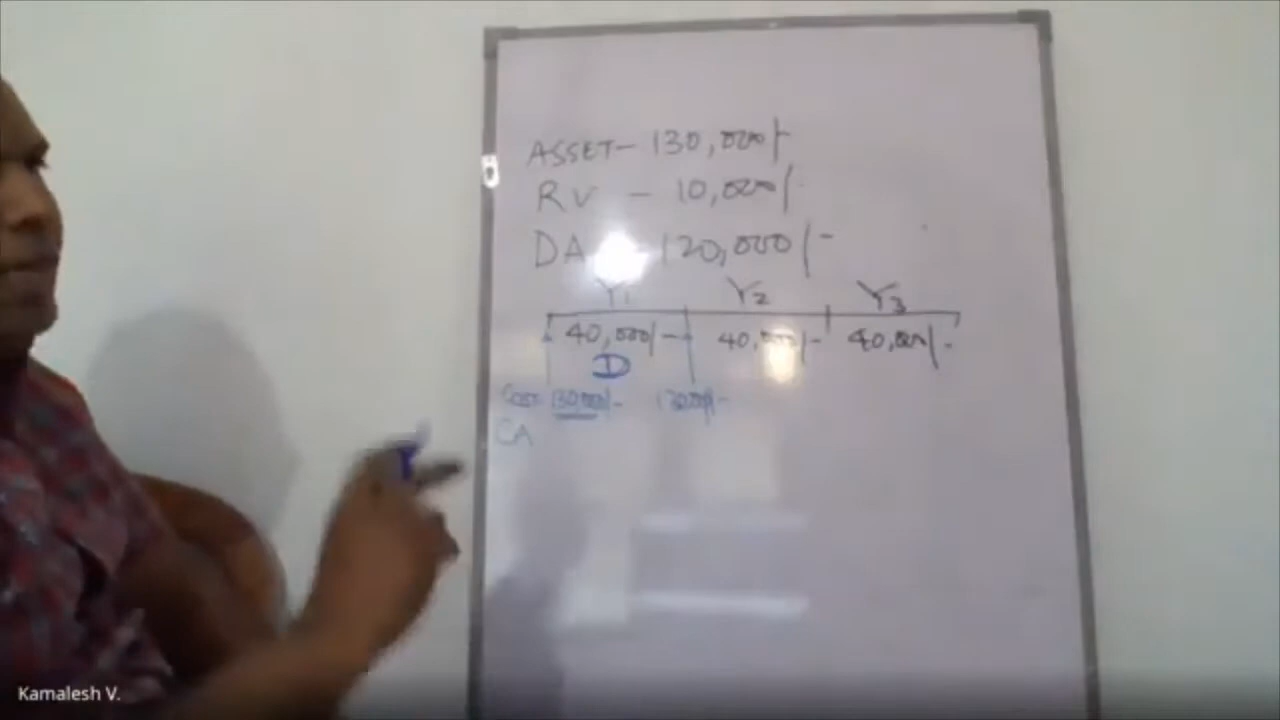 ASSET - 130,000/-
RV - 10,000/-
DA - 120,000/-
Y1 Y2 Y3
40,000/- 40,000/- 40,000/-
D
Cost 130,000/-
CA
Kamalesh V.